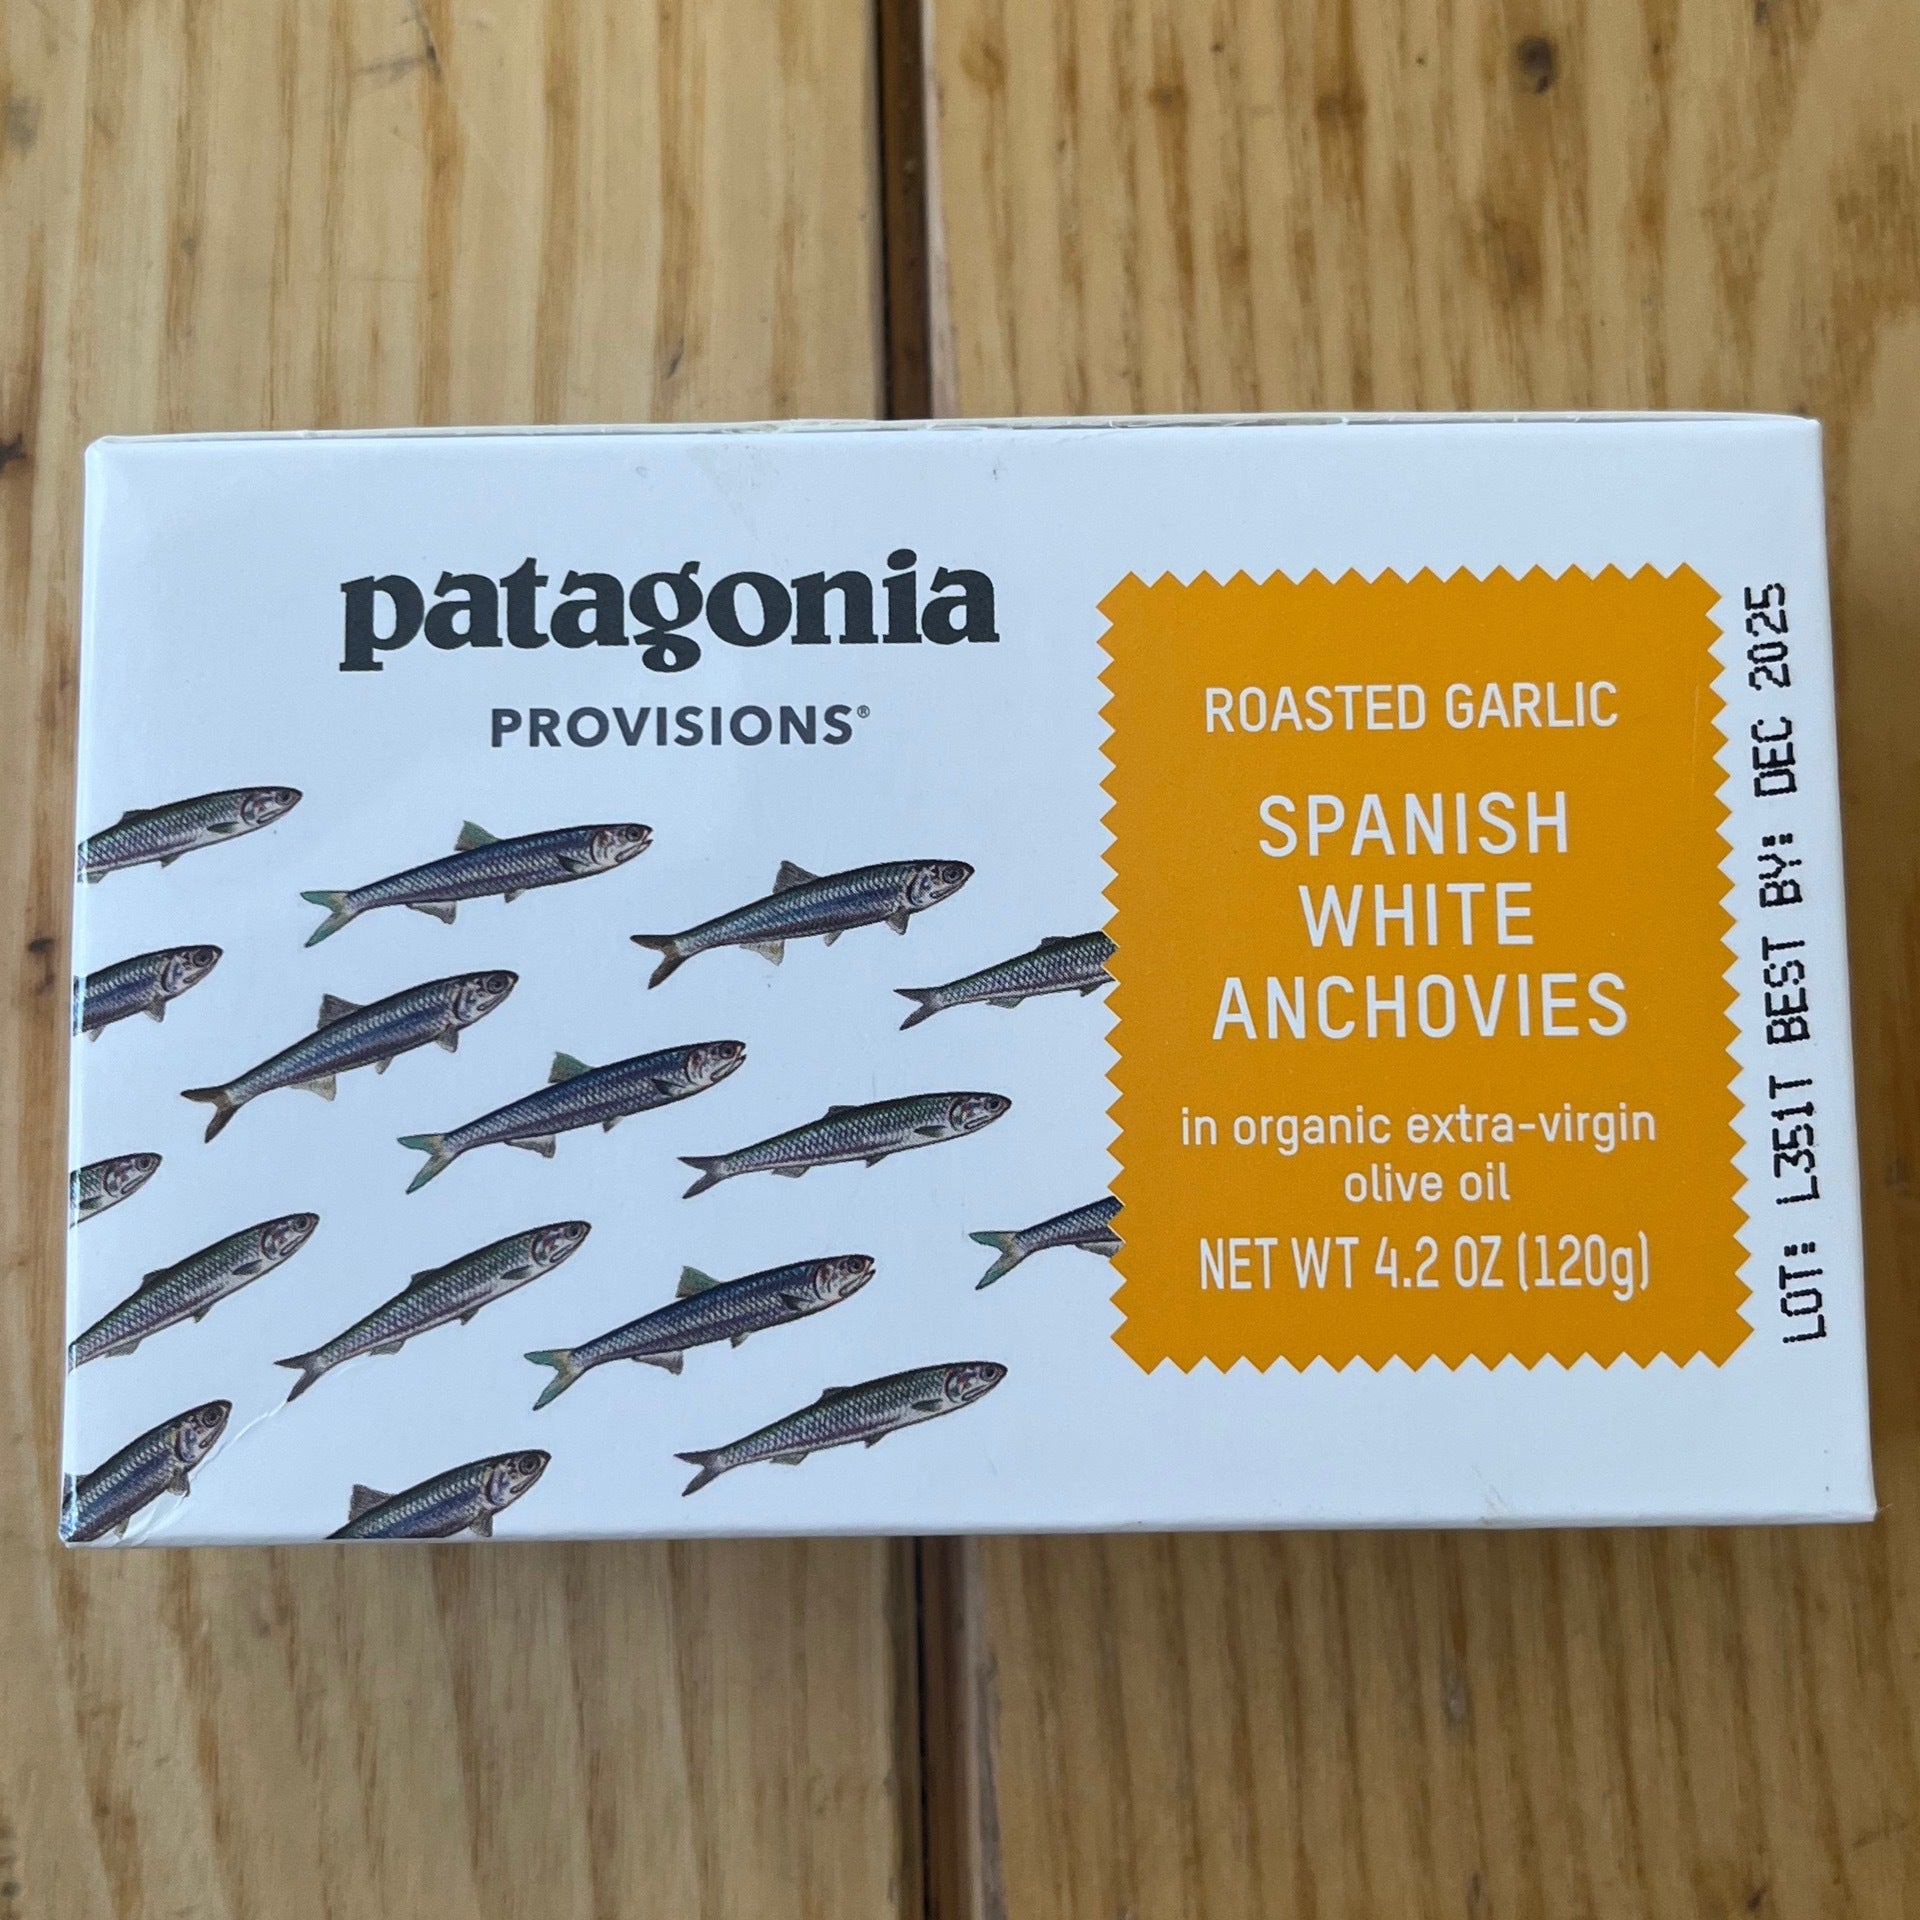 patagonia
PROVISIONS®
ROASTED GARLIC
SPANISH
WHITE
ANCHOVIES
in organic extra-virgin
olive oil
NET WT 4.2 OZ (120g)
LOT: L351T BEST BY: DEC 2025